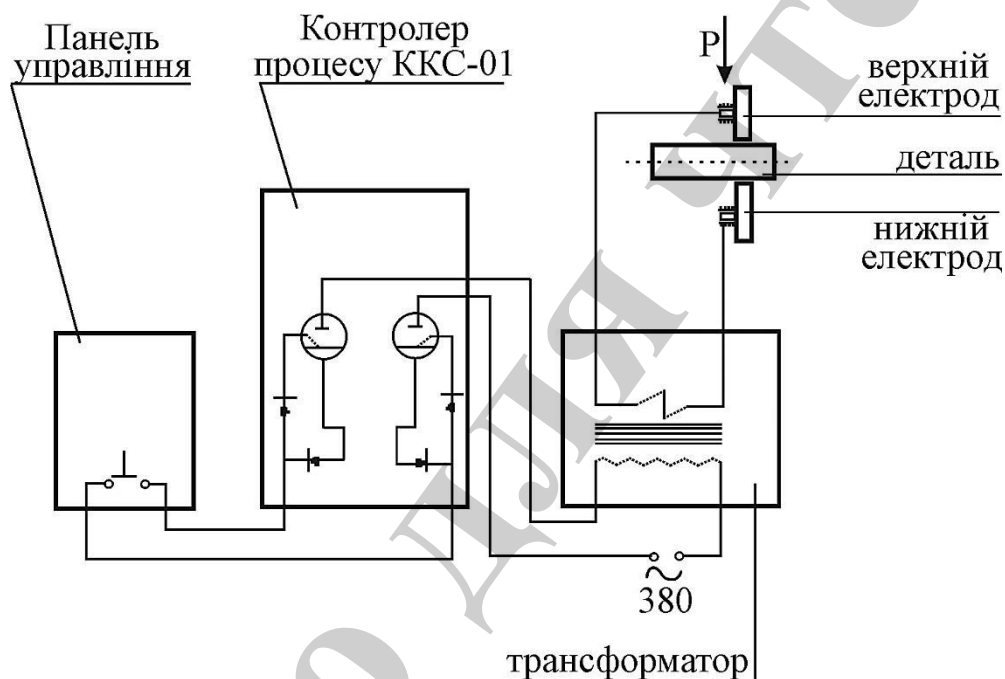 Панель
управління
Контролер
процесу ККС-01
P
верхній
електрод
деталь
нижній
електрод
380
трансформатор